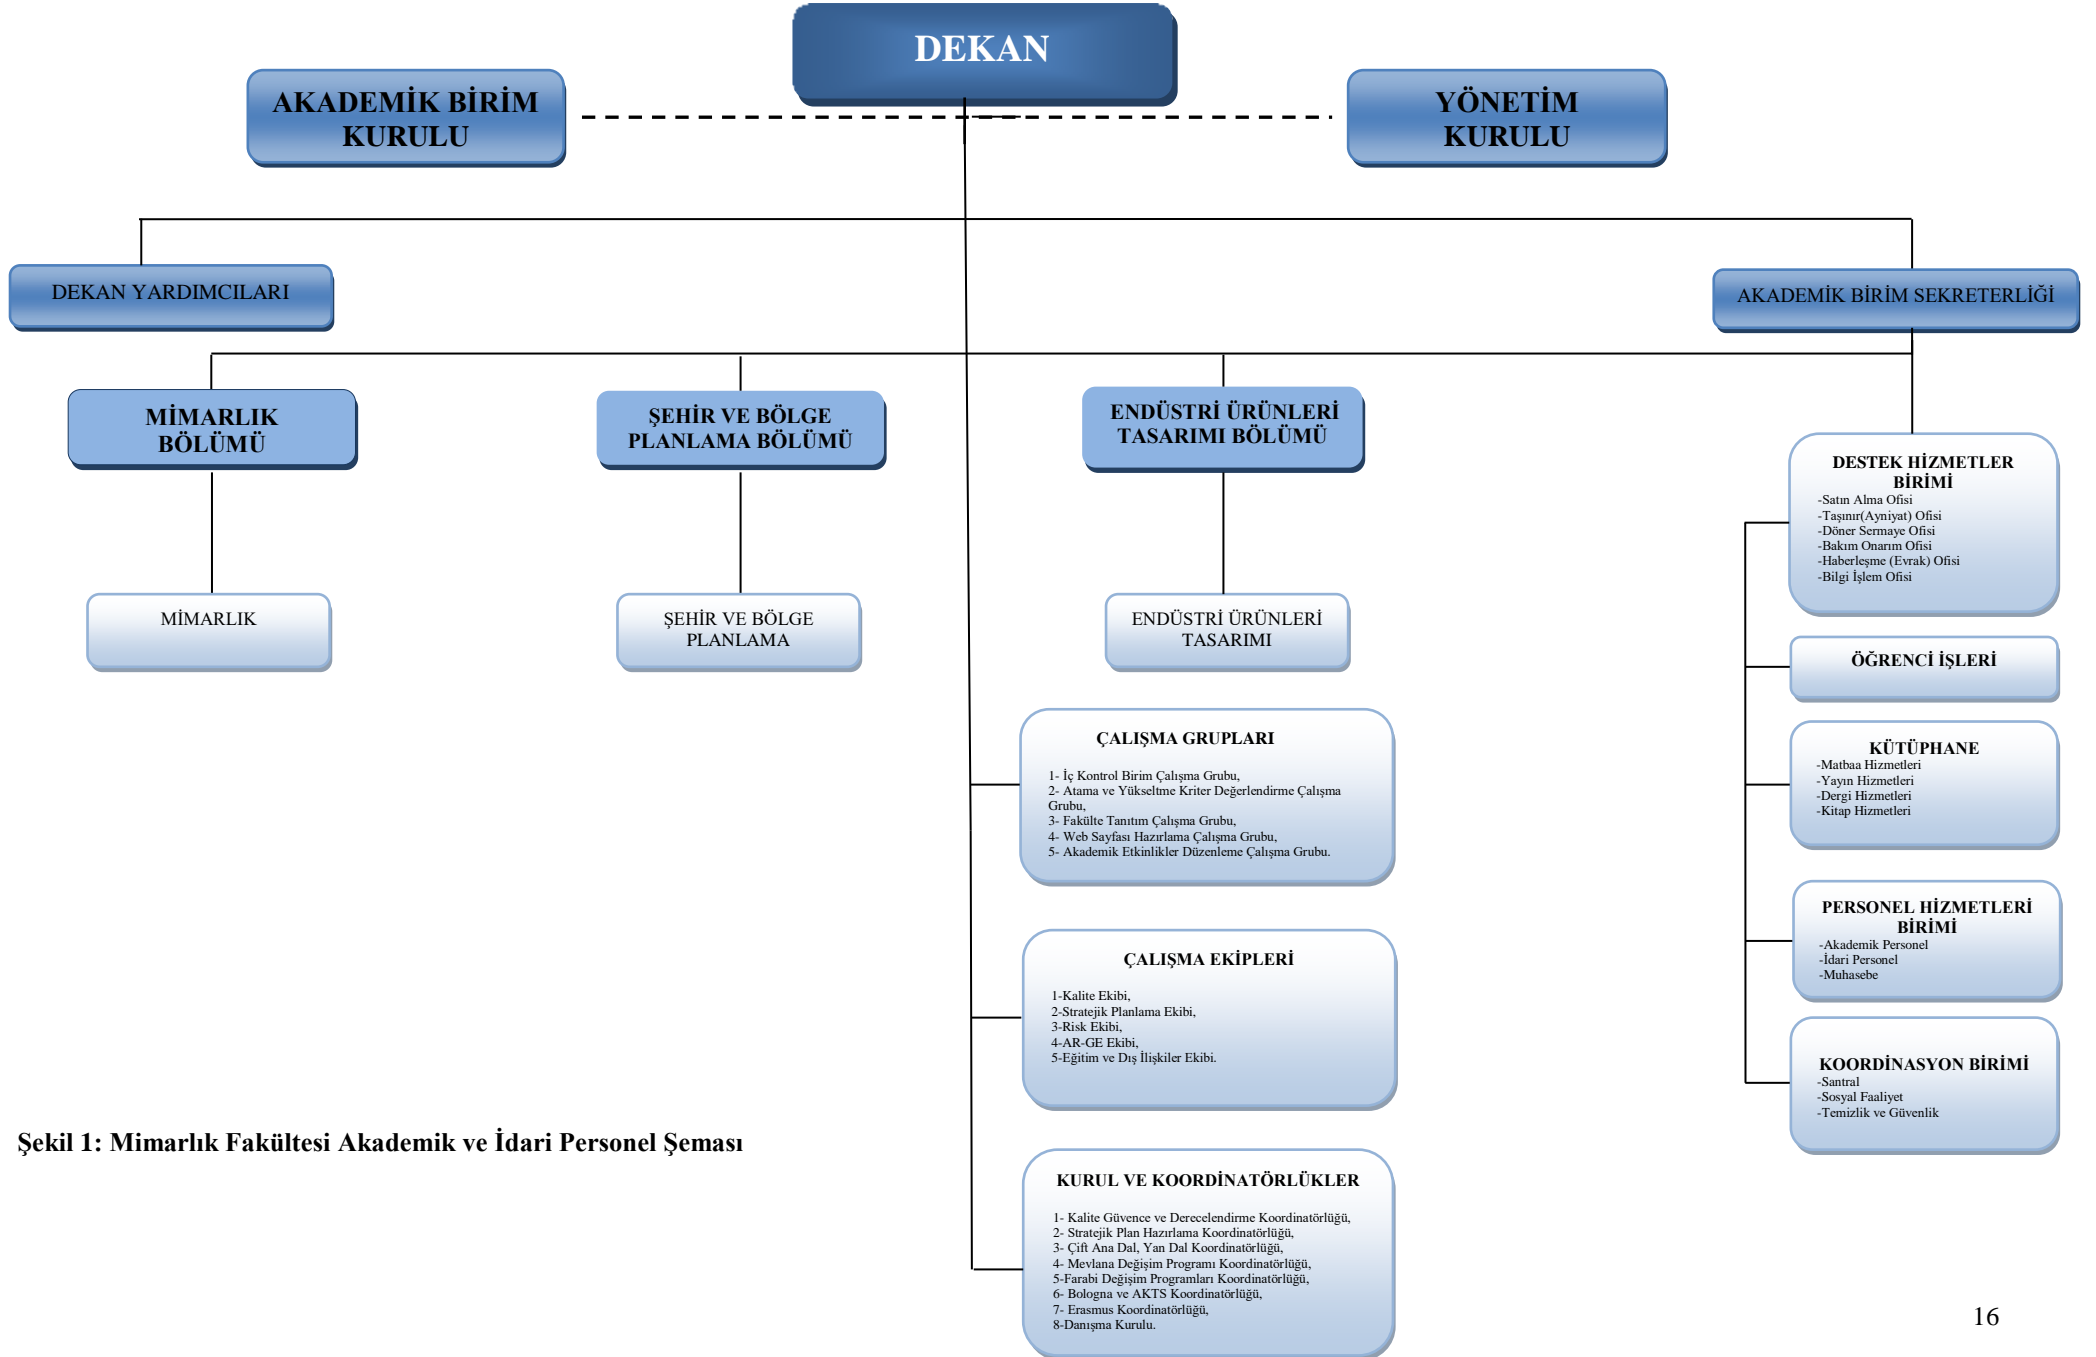 DEKAN
AKADEMİK BİRİM
KURULU
YÖNETİM
KURULU
DEKAN YARDIMCILARI
AKADEMİK BİRİM SEKRETERLİĞİ
MİMARLIK
BÖLÜMÜ
ŞEHİR VE BÖLGE
PLANLAMA BÖLÜMÜ
ENDÜSTRİ ÜRÜNLERİ
TASARIMI BÖLÜMÜ
MİMARLIK
ŞEHİR VE BÖLGE
PLANLAMA
ENDÜSTRİ ÜRÜNLERİ
TASARIMI
DESTEK HİZMETLER
BİRİMİ
-Satın Alma Ofisi
-Taşınır(Ayniyat) Ofisi
-Döner Sermaye Ofisi
-Bakım Onarım Ofisi
-Haberleşme (Evrak) Ofisi
-Bilgi İşlem Ofisi
ÖĞRENCİ İŞLERİ
KÜTÜPHANE
-Matbaa Hizmetleri
-Yayın Hizmetleri
-Dergi Hizmetleri
-Kitap Hizmetleri
PERSONEL HİZMETLERİ
BİRİMİ
-Akademik Personel
-İdari Personel
-Muhasebe
KOORDİNASYON BİRİMİ
-Santral
-Sosyal Faaliyet
-Temizlik ve Güvenlik
ÇALIŞMA GRUPLARI
1- İç Kontrol Birim Çalışma Grubu,
2- Atama ve Yükseltme Kriter Değerlendirme Çalışma
Grubu,
3- Fakülte Tanıtım Çalışma Grubu,
4- Web Sayfası Hazırlama Çalışma Grubu,
5- Akademik Etkinlikler Düzenleme Çalışma Grubu.
ÇALIŞMA EKİPLERİ
1-Kalite Ekibi,
2-Stratejik Planlama Ekibi,
3-Risk Ekibi,
4-AR-GE Ekibi,
5-Eğitim ve Dış İlişkiler Ekibi.
KURUL VE KOORDİNATÖRLÜKLER
1- Kalite Güvence ve Derecelendirme Koordinatörlüğü,
2- Stratejik Plan Hazırlama Koordinatörlüğü,
3- Çift Ana Dal, Yan Dal Koordinatörlüğü,
4- Mevlana Değişim Programı Koordinatörlüğü,
5-Farabi Değişim Programları Koordinatörlüğü,
6- Bologna ve AKTS Koordinatörlüğü,
7- Erasmus Koordinatörlüğü,
8-Danışma Kurulu.
Şekil 1: Mimarlık Fakültesi Akademik ve İdari Personel Şeması
16